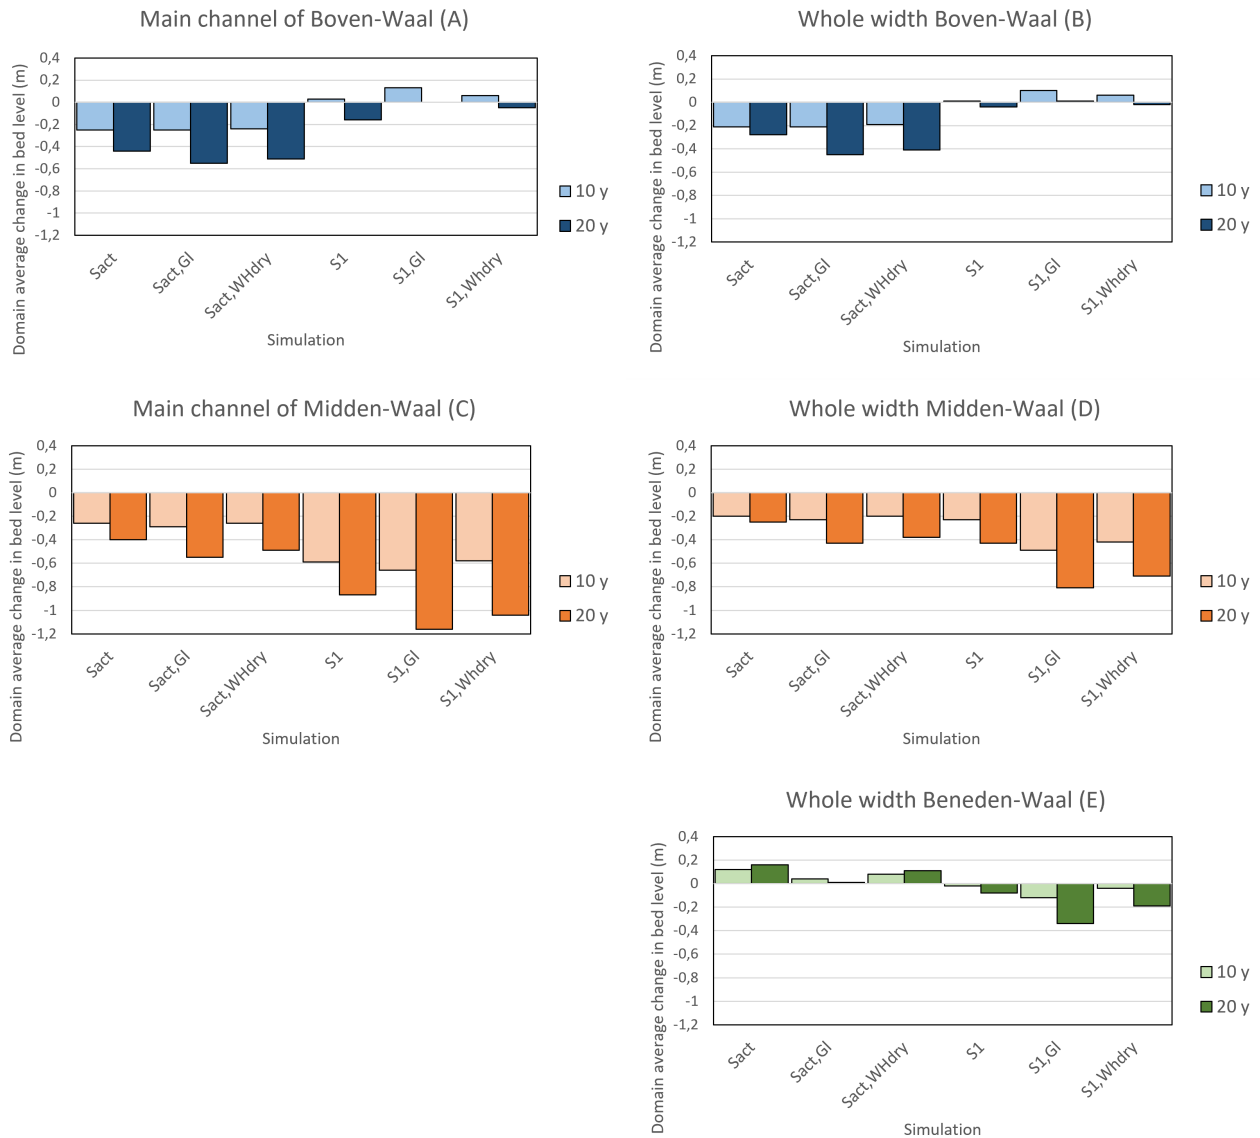 Main channel of Boven-Waal (A)
Domain average change in bed level (m)
0,4
0,2
0
-0,2
-0,4
-0,6
-0,8
-1
-1,2
Sact
Sact,Gl
Sact,WHdry
S1
S1,Gl
S1,Whdry
Simulation
10 y
20 y
Whole width Boven-Waal (B)
Domain average change in bed level (m)
0,4
0,2
0
-0,2
-0,4
-0,6
-0,8
-1
-1,2
Sact
Sact,Gl
Sact,WHdry
S1
S1,Gl
S1,Whdry
Simulation
10 y
20 y
Main channel of Midden-Waal (C)
Domain average change in bed level (m)
0,4
0,2
0
-0,2
-0,4
-0,6
-0,8
-1
-1,2
Sact
Sact,Gl
Sact,WHdry
S1
S1,Gl
S1,Whdry
Simulation
10 y
20 y
Whole width Midden-Waal (D)
Domain average change in bed level (m)
0,4
0,2
0
-0,2
-0,4
-0,6
-0,8
-1
-1,2
Sact
Sact,Gl
Sact,WHdry
S1
S1,Gl
S1,Whdry
Simulation
10 y
20 y
Whole width Beneden-Waal (E)
Domain average change in bed level (m)
0,4
0,2
0
-0,2
-0,4
-0,6
-0,8
-1
-1,2
Sact
Sact,Gl
Sact,WHdry
S1
S1,Gl
S1,Whdry
Simulation
10 y
20 y